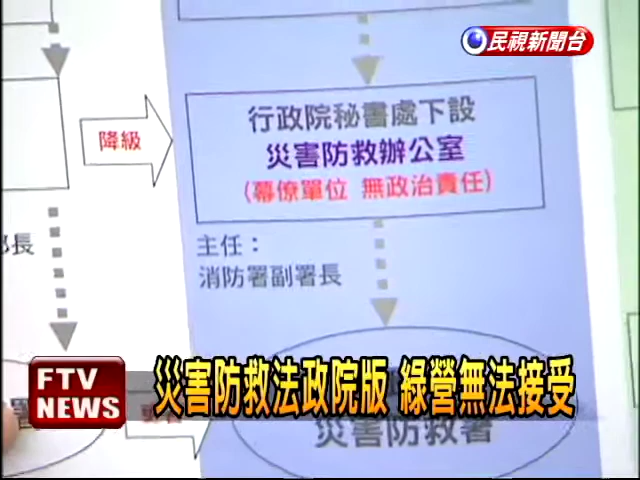 民視新聞台
行政院秘書處下設
災害防救辦公室
(幕僚單位 無政治責任)
降級
部長
主任：
消防署副署長
災害防救法政院版 綠營無法接受
FTV
NEWS
災害防救署